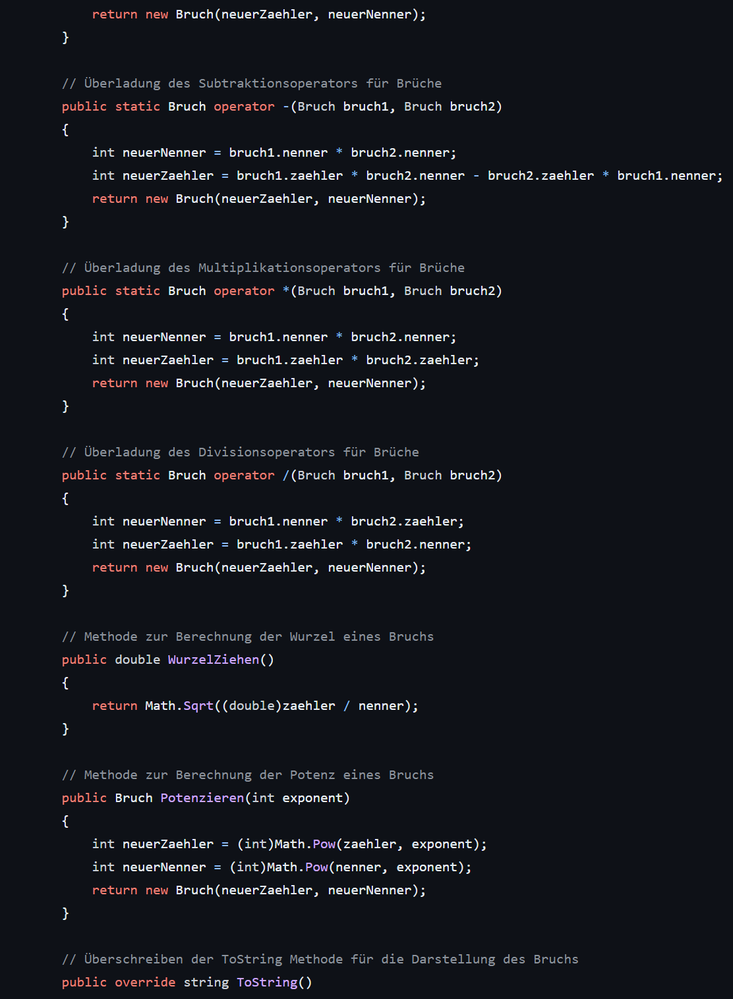 return new Bruch(neuerZaehler, neuerNenner);
}
// Überladung des Subtraktionsoperators für Brüche
public static Bruch operator -(Bruch bruch1, Bruch bruch2)
{
int neuerNenner = bruch1.nenner * bruch2.nenner;
int neuerZaehler = bruch1.zaehler * bruch2.nenner - bruch2.zaehler * bruch1.nenner;
return new Bruch(neuerZaehler, neuerNenner);
}
// Überladung des Multiplikationsoperators für Brüche
public static Bruch operator *(Bruch bruch1, Bruch bruch2)
{
int neuerNenner = bruch1.nenner * bruch2.nenner;
int neuerZaehler = bruch1.zaehler * bruch2.zaehler;
return new Bruch(neuerZaehler, neuerNenner);
}
// Überladung des Divisionsoperators für Brüche
public static Bruch operator /(Bruch bruch1, Bruch bruch2)
{
int neuerNenner = bruch1.nenner * bruch2.zaehler;
int neuerZaehler = bruch1.zaehler * bruch2.nenner;
return new Bruch(neuerZaehler, neuerNenner);
}
// Methode zur Berechnung der Wurzel eines Bruchs
public double WurzelZiehen()
{
return Math.Sqrt((double)zaehler / nenner);
}
// Methode zur Berechnung der Potenz eines Bruchs
public Bruch Potenzieren(int exponent)
{
int neuerZaehler = (int)Math.Pow(zaehler, exponent);
int neuerNenner = (int)Math.Pow(nenner, exponent);
return new Bruch(neuerZaehler, neuerNenner);
}
// Überschreiben der ToString Methode für die Darstellung des Bruchs
public override string ToString()